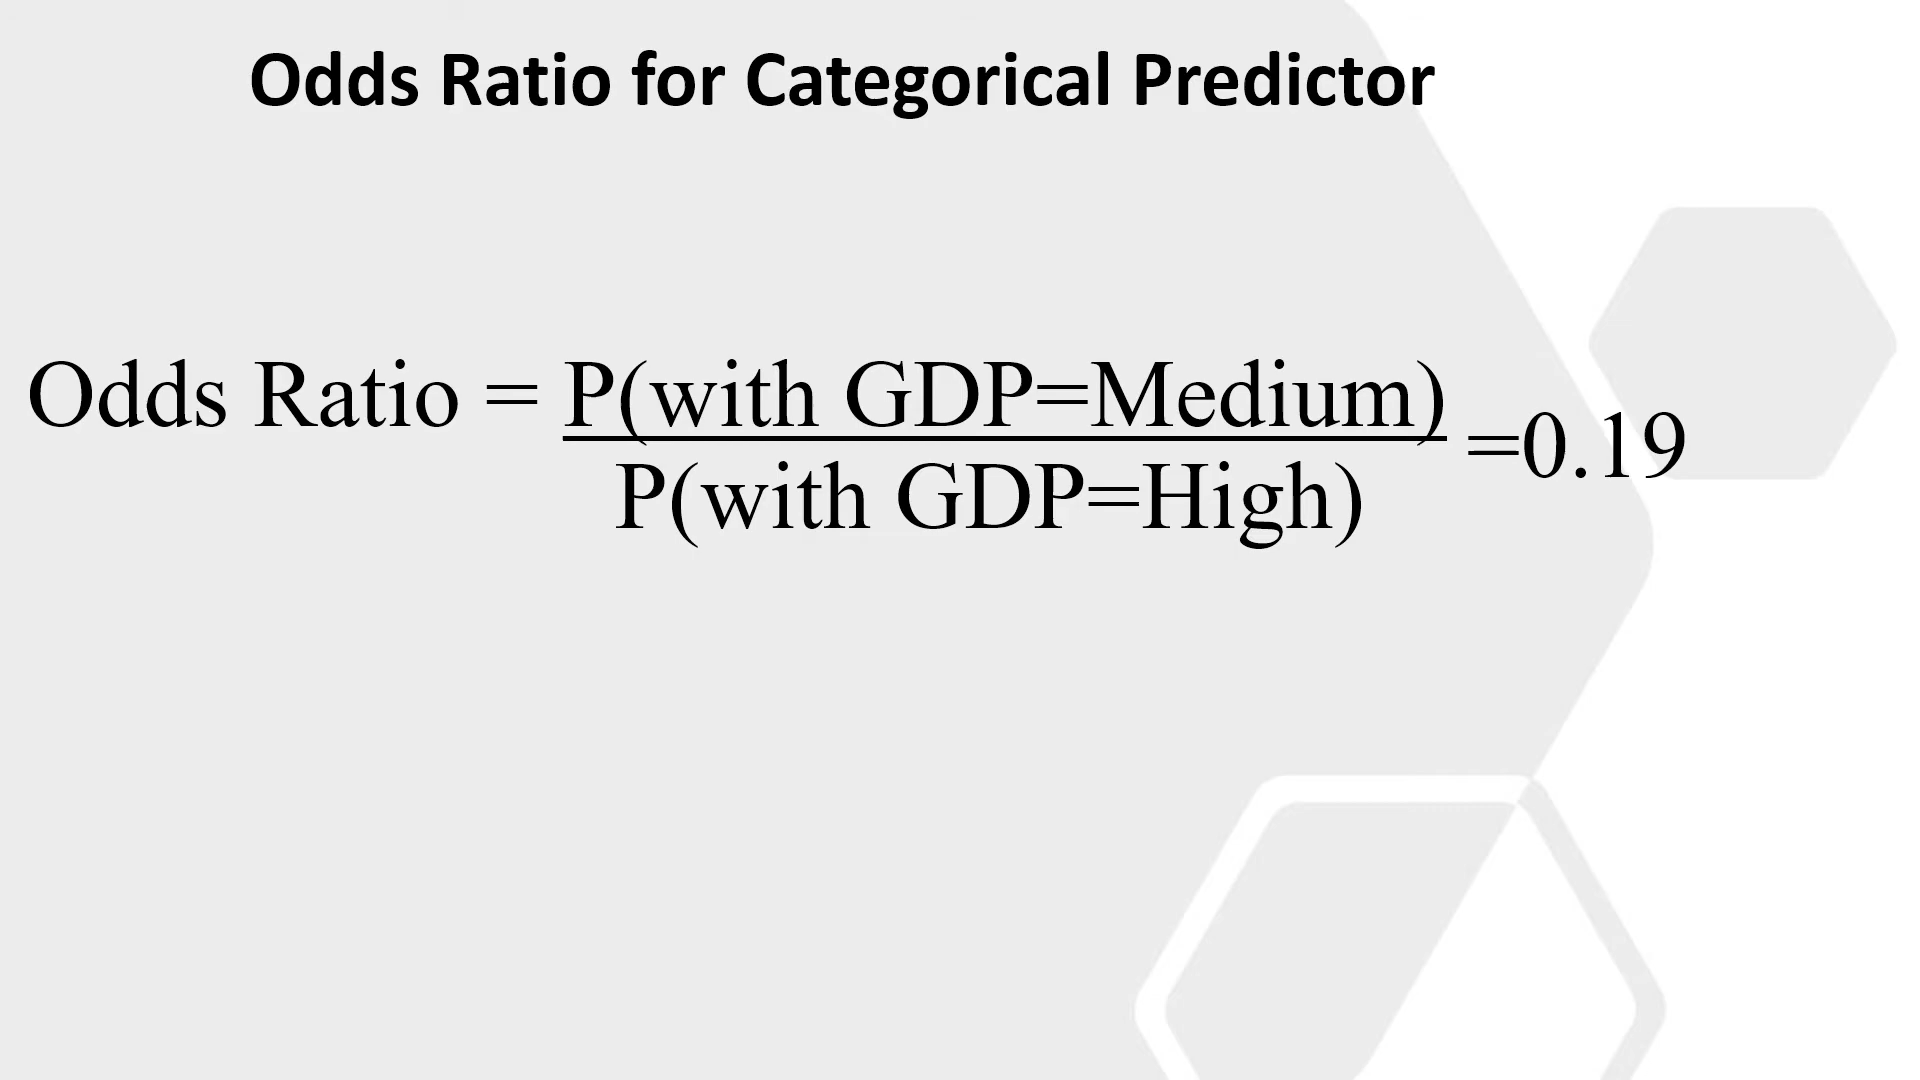 Odds Ratio for Categorical Predictor
Odds Ratio = P(with GDP=Medium)
=0.19
P(with GDP=High)